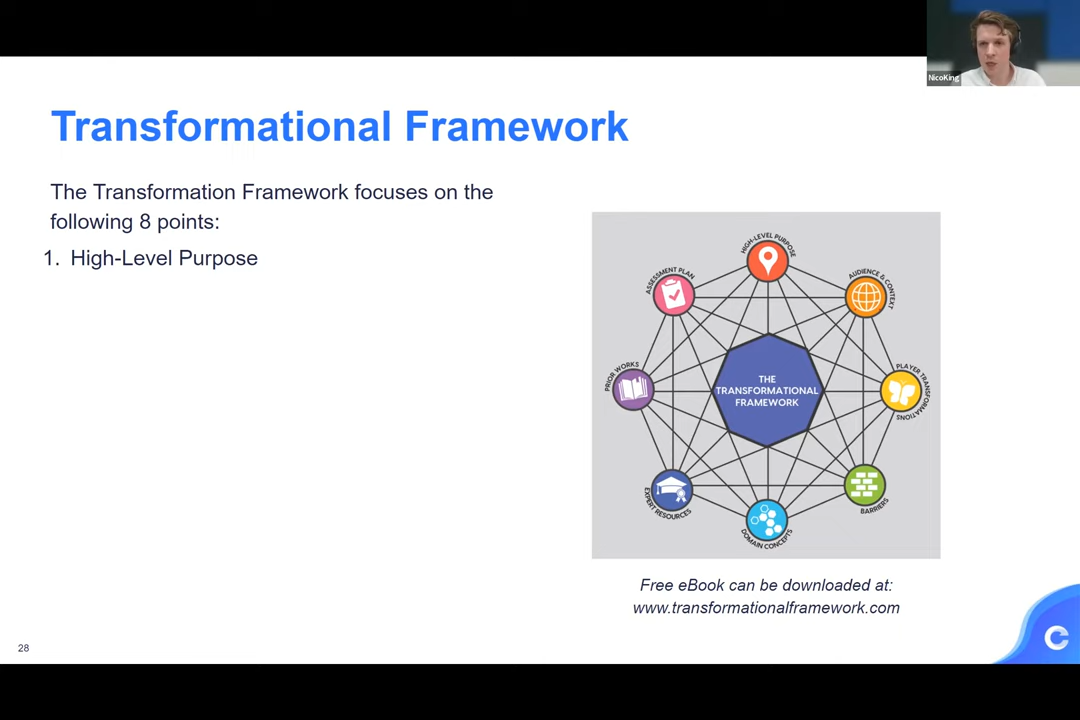 NicoKing
Transformational Framework
The Transformation Framework focuses on the
following 8 points:
1. High-Level Purpose
HIGH-LEVEL PURPOSE
ASSESSMENT PLAN
AUDIENCE & CONTEXT
PRIOR WORKS
PLAYER TRANSFORMATIONS
THE
TRANSFORMATIONAL
FRAMEWORK
EXPERT RESOURCES
BARRIERS
DOMAIN CONCEPTS
Free eBook can be downloaded at:
www.transformationalframework.com
28